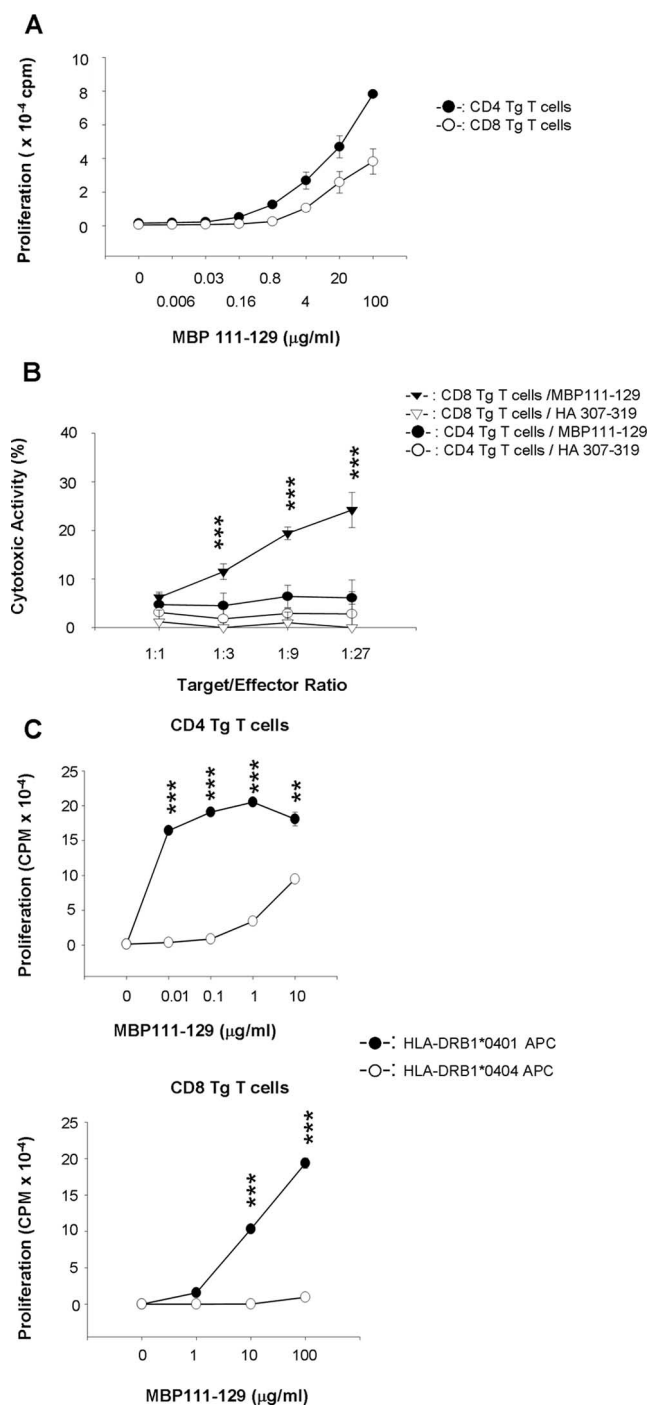 A
10
8
6
4
2
0
Proliferation ( x 10-4 cpm)
0 0.03 0.8 20
0.006 0.16 4 100
MBP 111-129 (μg/ml)
-●-: CD4 Tg T cells
-○-: CD8 Tg T cells
B
-▼- : CD8 Tg T cells /MBP111-129
-▽- : CD8 Tg T cells / HA 307-319
-●- : CD4 Tg T cells / MBP111-129
-○- : CD4 Tg T cells / HA 307-319
40
30
20
10
0
Cytotoxic Activity (%)
*** *** ***
1:1 1:3 1:9 1:27
Target/Effector Ratio
C
CD4 Tg T cells
25
20
15
10
5
0
Proliferation (CPM x 10-4)
*** *** *** **
0 0.01 0.1 1 10
MBP111-129 (μg/ml)
-●-: HLA-DRB1*0401 APC
-○-: HLA-DRB1*0404 APC
CD8 Tg T cells
25
20
15
10
5
0
Proliferation (CPM x 10-4)
*** ***
0 1 10 100
MBP111-129 (μg/ml)